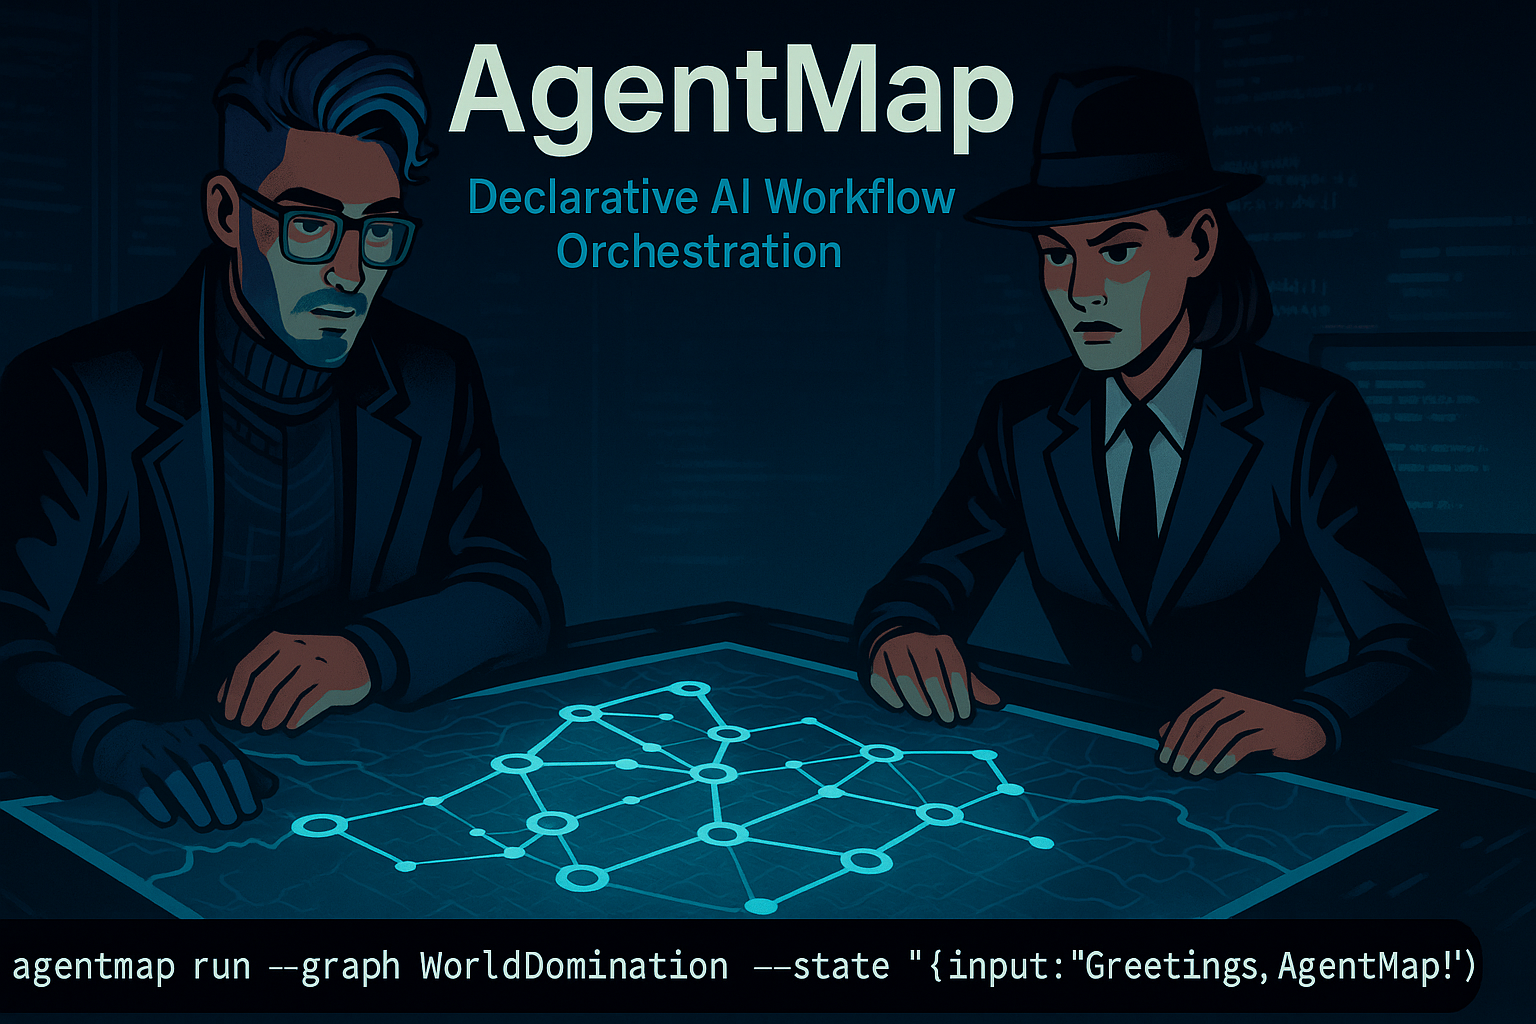 AgentMap
Declarative AI Workflow
Orchestration
agentmap run --graph WorldDomination --state "{input:"Greetings, AgentMap!')